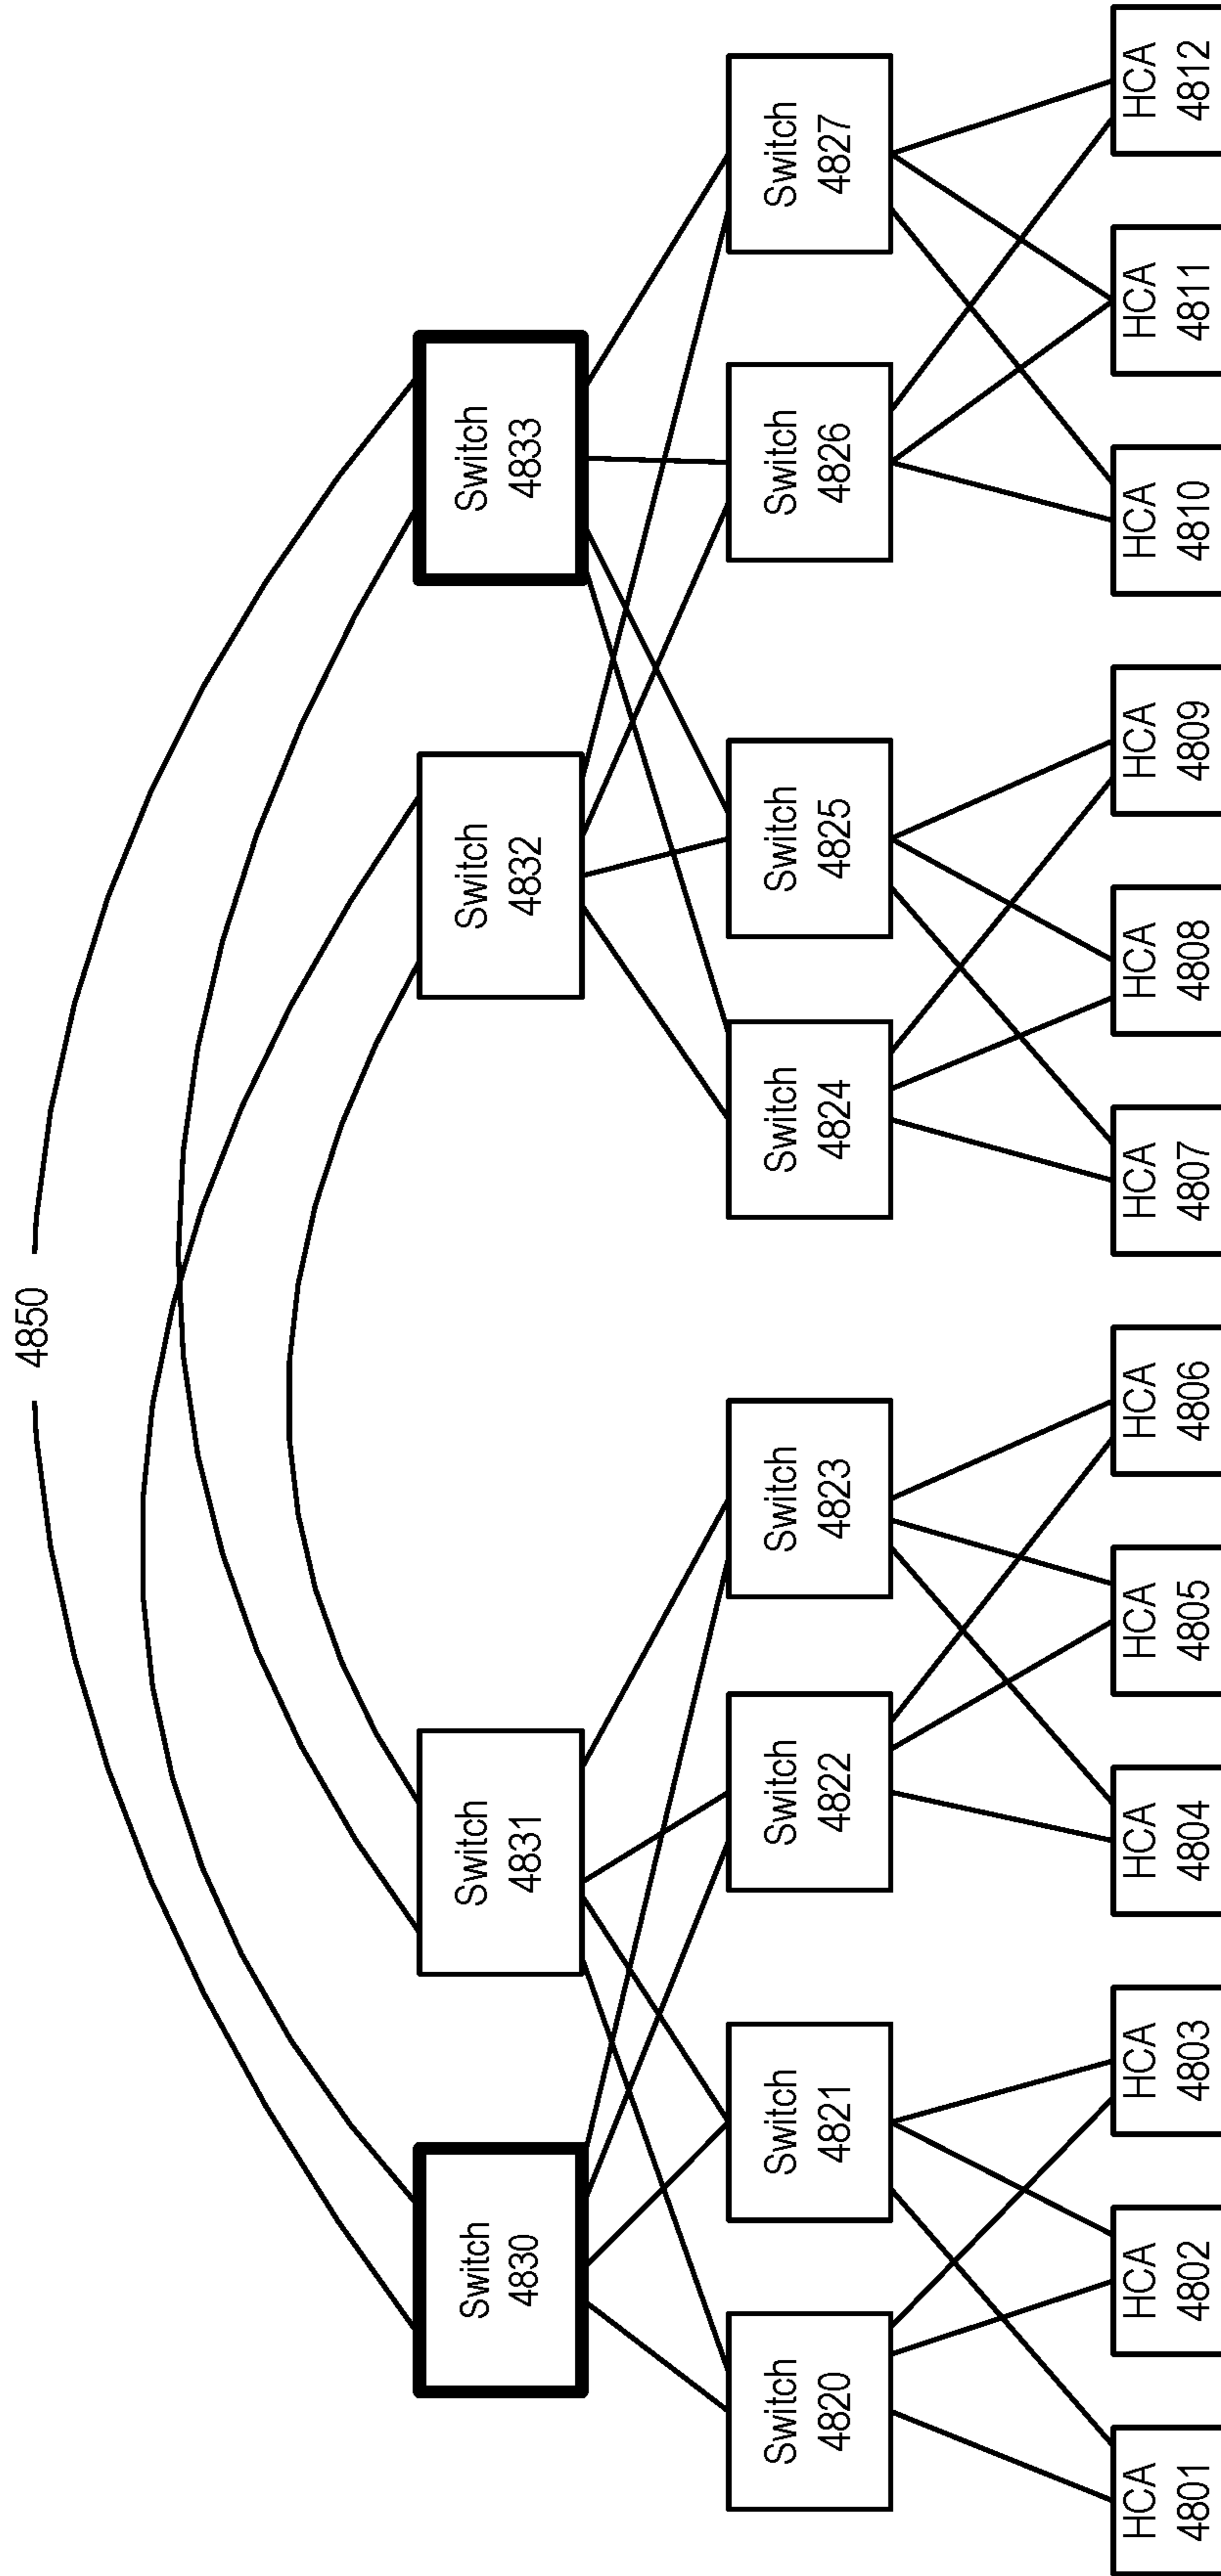 4850
Switch
4830
Switch
4831
Switch
4832
Switch
4833
Switch
4820
Switch
4821
Switch
4822
Switch
4823
Switch
4824
Switch
4825
Switch
4826
Switch
4827
HCA
4801
HCA
4802
HCA
4803
HCA
4804
HCA
4805
HCA
4806
HCA
4807
HCA
4808
HCA
4809
HCA
4810
HCA
4811
HCA
4812